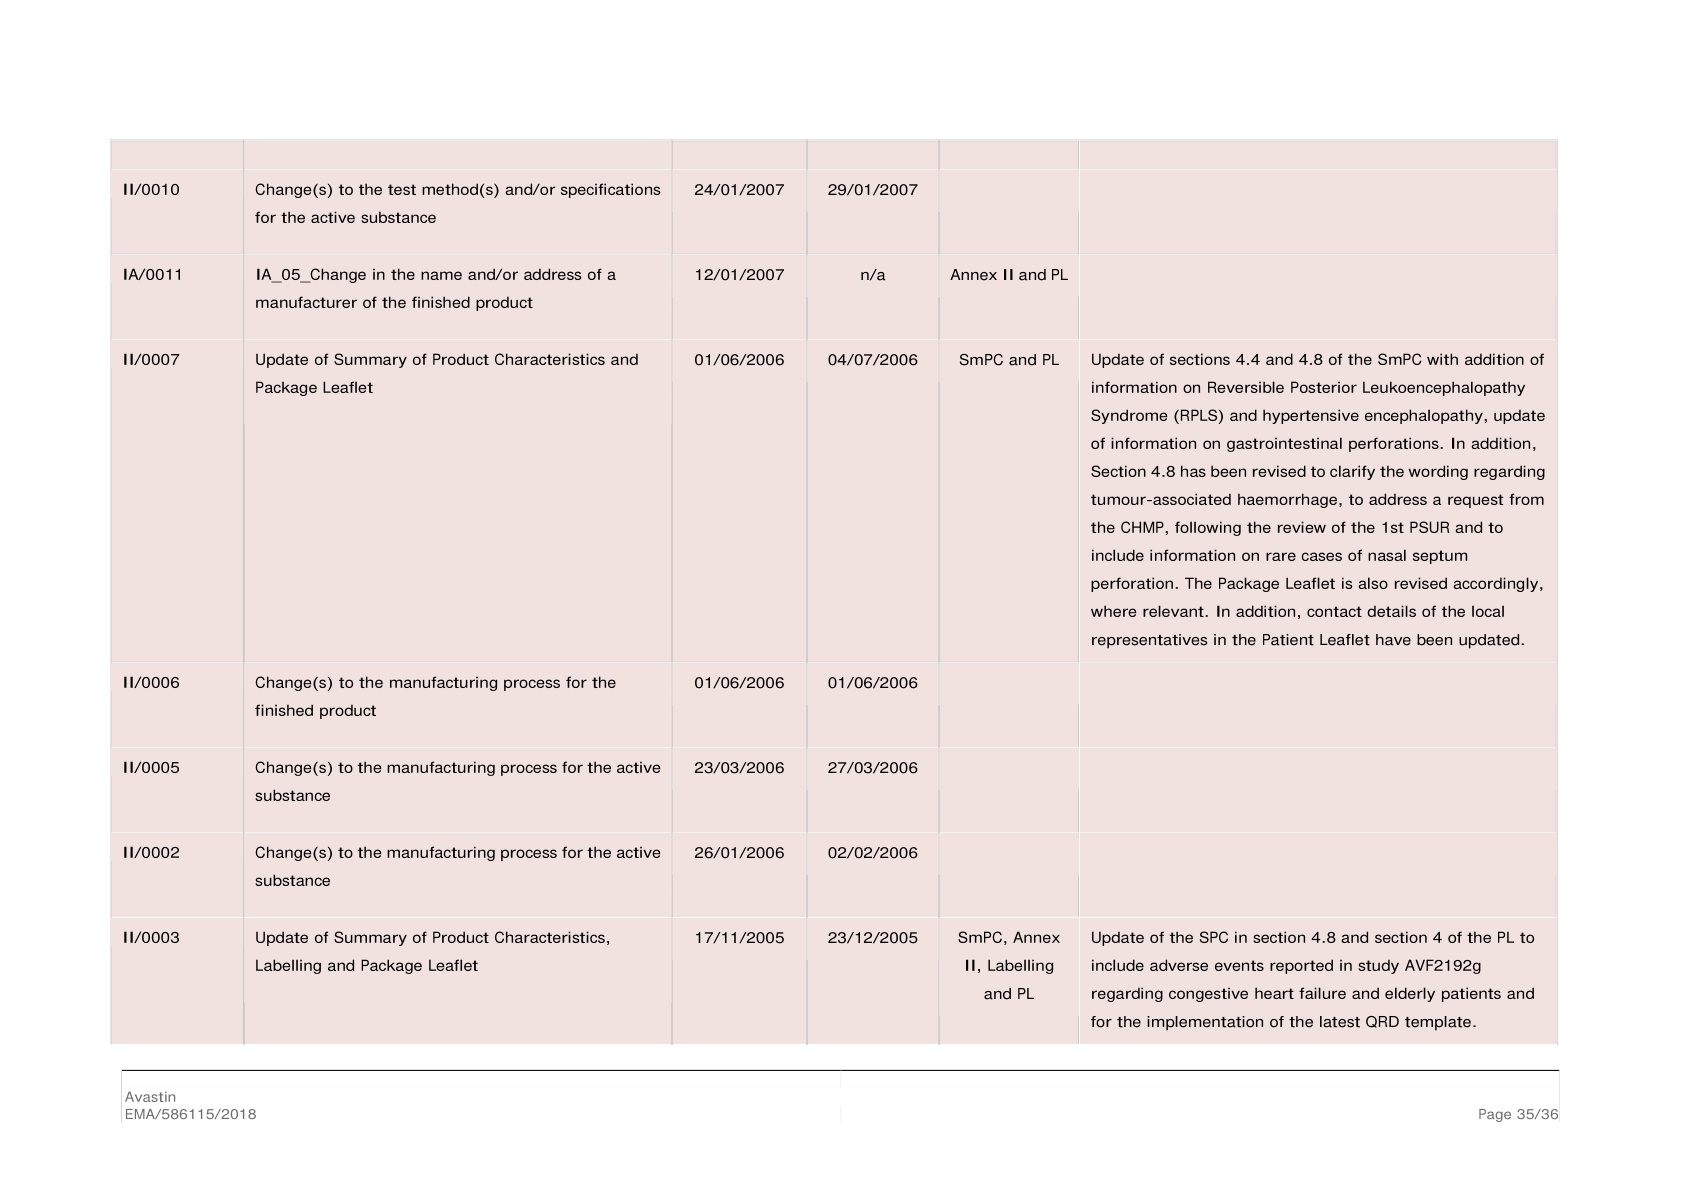 II/0010 Change(s) to the test method(s) and/or specifications 24/01/2007 29/01/2007
for the active substance
IA/0011 IA_05_Change in the name and/or address of a 12/01/2007 n/a Annex II and PL
manufacturer of the finished product
II/0007 Update of Summary of Product Characteristics and 01/06/2006 04/07/2006 SmPC and PL Update of sections 4.4 and 4.8 of the SmPC with addition of
Package Leaflet information on Reversible Posterior Leukoencephalopathy
Syndrome (RPLS) and hypertensive encephalopathy, update
of information on gastrointestinal perforations. In addition,
Section 4.8 has been revised to clarify the wording regarding
tumour-associated haemorrhage, to address a request from
the CHMP, following the review of the 1st PSUR and to
include information on rare cases of nasal septum
perforation. The Package Leaflet is also revised accordingly,
where relevant. In addition, contact details of the local
representatives in the Patient Leaflet have been updated.
II/0006 Change(s) to the manufacturing process for the 01/06/2006 01/06/2006
finished product
II/0005 Change(s) to the manufacturing process for the active 23/03/2006 27/03/2006
substance
II/0002 Change(s) to the manufacturing process for the active 26/01/2006 02/02/2006
substance
II/0003 Update of Summary of Product Characteristics, 17/11/2005 23/12/2005 SmPC, Annex Update of the SPC in section 4.8 and section 4 of the PL to
Labelling and Package Leaflet II, Labelling include adverse events reported in study AVF2192g
and PL regarding congestive heart failure and elderly patients and
for the implementation of the latest QRD template.
Avastin
EMA/586115/2018 Page 35/36